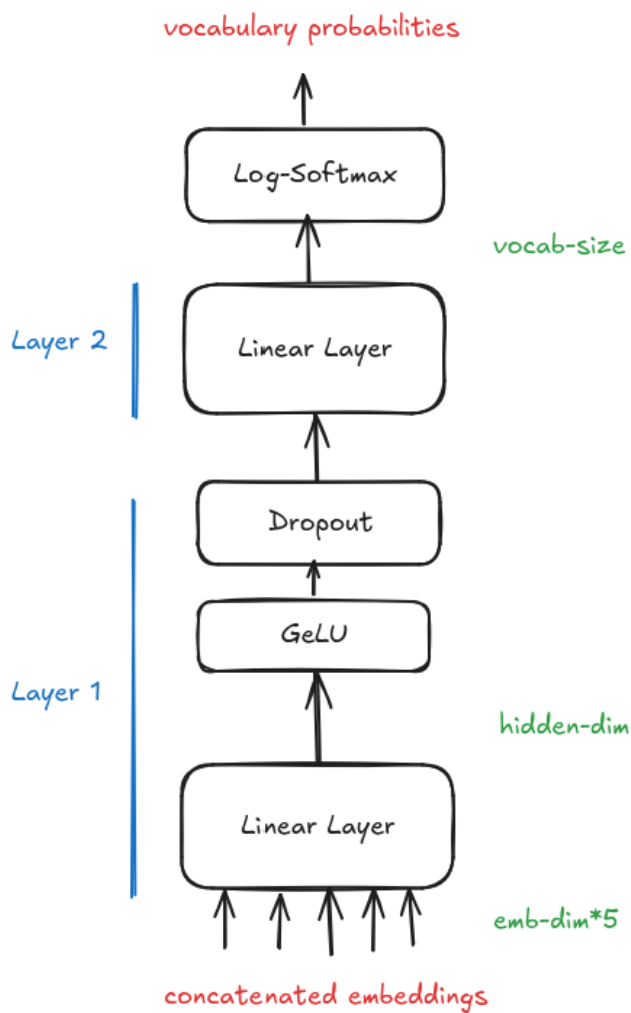 vocabulary probabilities
Log-Softmax
vocab-size
Layer 2
Linear Layer
Dropout
GeLU
Layer 1
hidden-dim
Linear Layer
emb-dim*5
concatenated embeddings